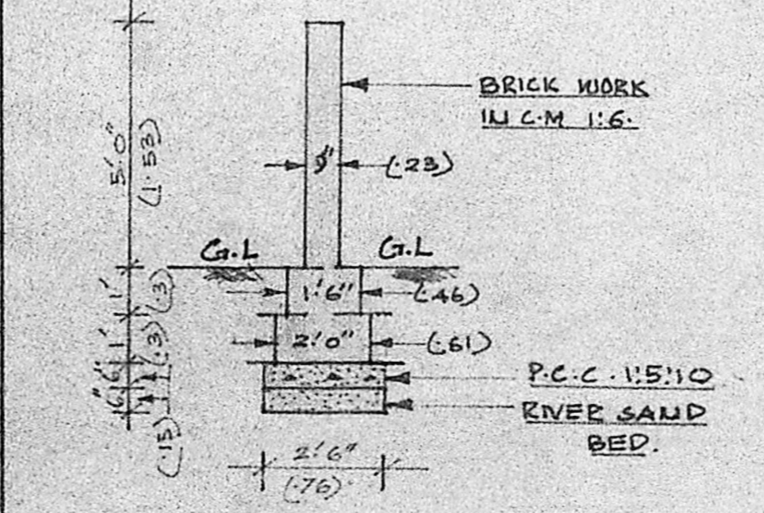 BRICK WORK
IN C.M 1:6.
5'0"
(1.53)
9"
(.23)
G.L
G.L
1'
(.3)
1'6"
(.46)
1'
(.3)
2'0"
(.61)
6"
6"
(.15)
P.C.C. 1:5:10
RIVER SAND
BED.
2'6"
(.76)